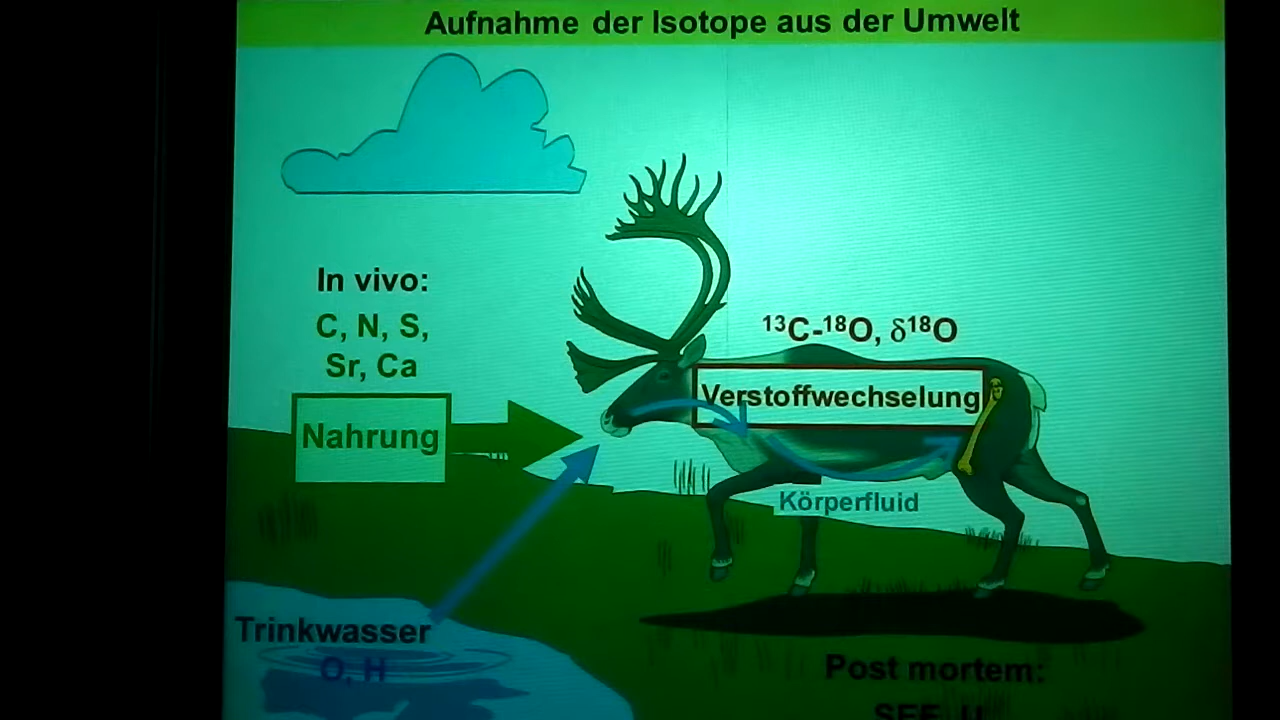 Aufnahme der Isotope aus der Umwelt
In vivo:
C, N, S,
Sr, Ca
Nahrung
¹³C-¹⁸O, δ¹⁸O
Verstoffwechselung
Körperfluid
Trinkwasser
O, H
Post mortem: